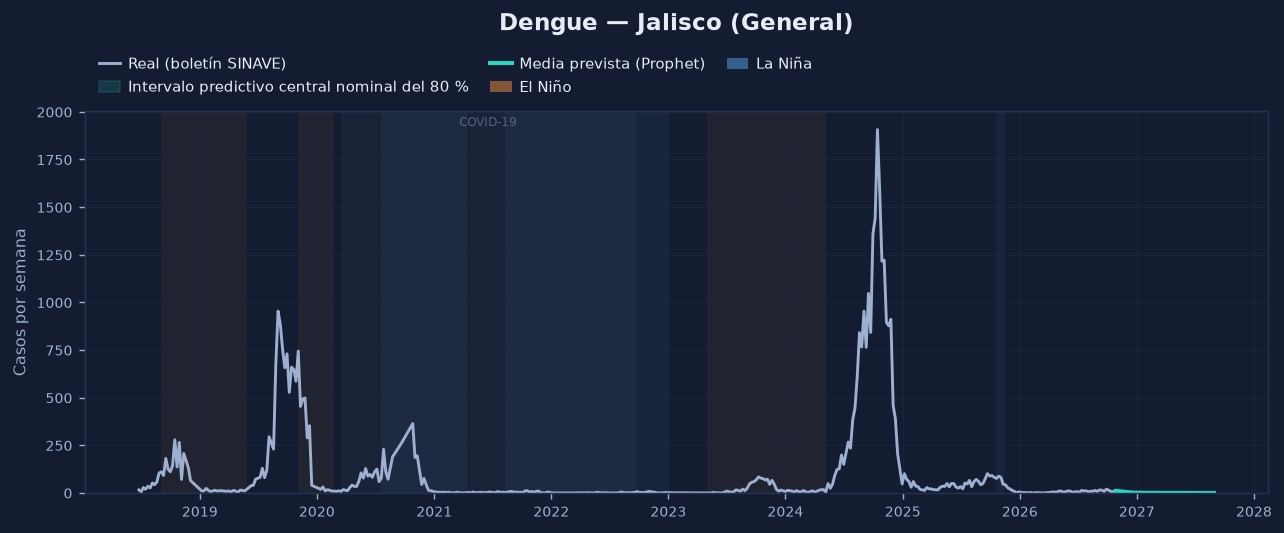 Dengue — Jalisco (General)
Real (boletín SINAVE)
Media prevista (Prophet)
La Niña
Intervalo predictivo central nominal del 80 %
El Niño
COVID-19
Casos por semana
2000
1750
1500
1250
1000
750
500
250
0
2019
2020
2021
2022
2023
2024
2025
2026
2027
2028